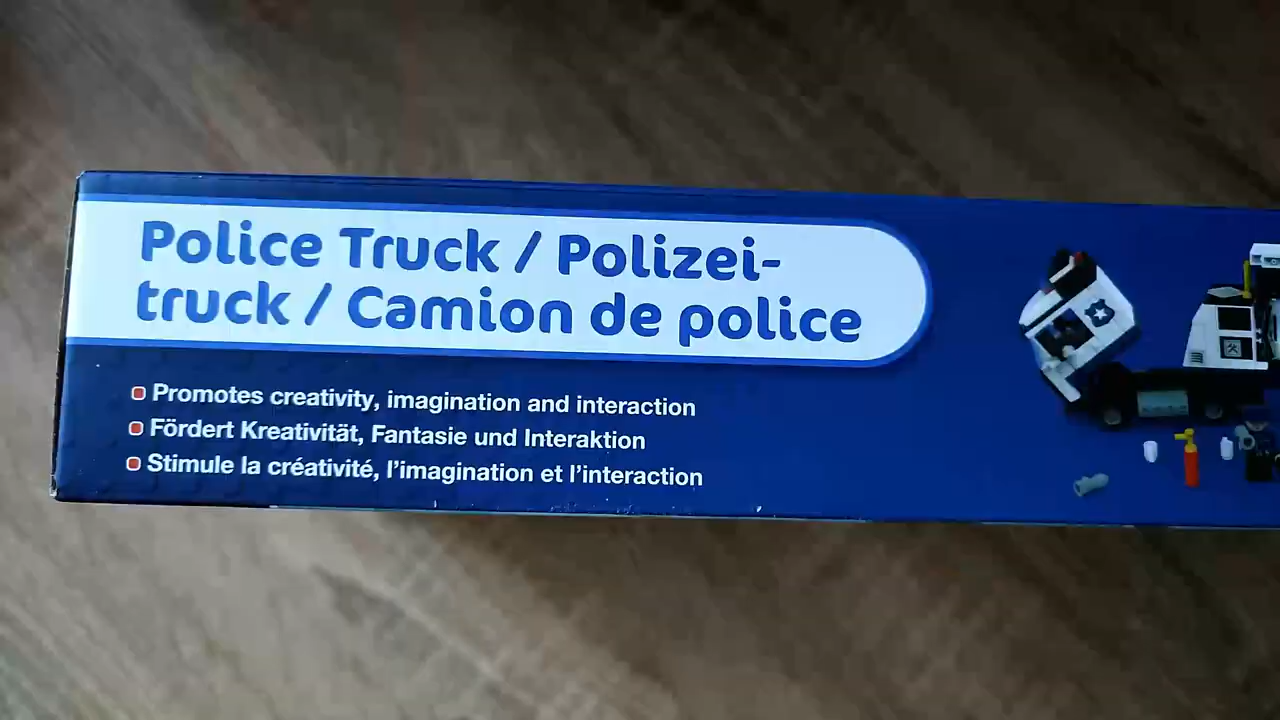 Police Truck / Polizei-
truck / Camion de police
Promotes creativity, imagination and interaction
Fördert Kreativität, Fantasie und Interaktion
Stimule la créativité, l'imagination et l'interaction